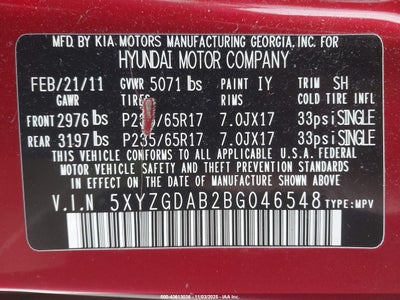 MFD. BY KIA MOTORS MANUFACTURING GEORGIA, INC. FOR
HYUNDAI MOTOR COMPANY
FEB/21/11 GVWR 5071 lbs PAINT IY TRIM SH
GAWR TIRES RIMS COLD TIRE INFL
FRONT 2976 lbs P235/65R17 7.0JX17 33psi SINGLE
REAR 3197 lbs P235/65R17 7.0JX17 33psi SINGLE
THIS VEHICLE CONFORMS TO ALL APPLICABLE U.S.A. FEDERAL
MOTOR VEHICLE SAFETY, BUMPER, AND THEFT PREVENTION
STANDARDS IN EFFECT ON THE DATE OF MANUFACTURE SHOWN ABOVE.
V.I.N 5XYZGDAB2BG046548 TYPE:MPV